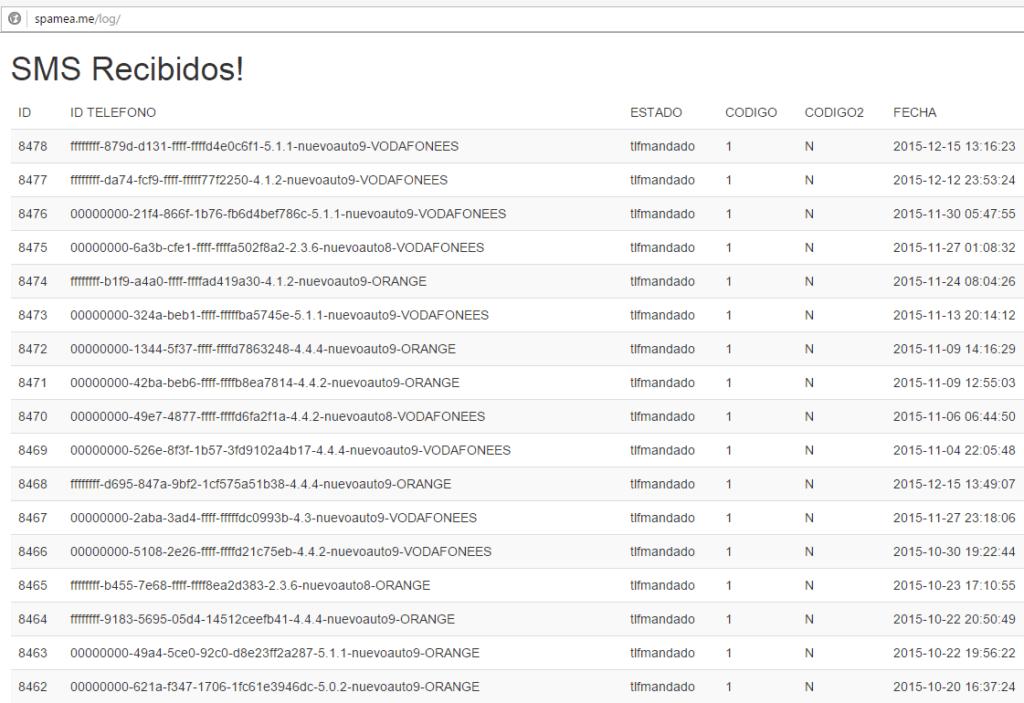 spamea.me/log/
SMS Recibidos!
ID ID TELEFONO ESTADO CODIGO CODIGO2 FECHA
8478 ffffffff-879d-d131-ffff-ffffd4e0c6f1-5.1.1-nuevoauto9-VODAFONEES tlfmandado 1 N 2015-12-15 13:16:23
8477 ffffffff-da74-fcf9-ffff-fffff77f2250-4.1.2-nuevoauto9-VODAFONEES tlfmandado 1 N 2015-12-12 23:53:24
8476 00000000-21f4-866f-1b76-fb6d4bef786c-5.1.1-nuevoauto9-VODAFONEES tlfmandado 1 N 2015-11-30 05:47:55
8475 00000000-6a3b-cfe1-ffff-ffffa502f8a2-2.3.6-nuevoauto8-VODAFONEES tlfmandado 1 N 2015-11-27 01:08:32
8474 ffffffff-b1f9-a4a0-ffff-ffffad419a30-4.1.2-nuevoauto9-ORANGE tlfmandado 1 N 2015-11-24 08:04:26
8473 00000000-324a-beb1-ffff-fffffba5745e-5.1.1-nuevoauto9-VODAFONEES tlfmandado 1 N 2015-11-13 20:14:12
8472 00000000-1344-5f37-ffff-ffffd7863248-4.4.4-nuevoauto9-ORANGE tlfmandado 1 N 2015-11-09 14:16:29
8471 00000000-42ba-beb6-ffff-ffffb8ea7814-4.4.2-nuevoauto9-ORANGE tlfmandado 1 N 2015-11-09 12:55:03
8470 00000000-49e7-4877-ffff-ffffd6fa2f1a-4.4.2-nuevoauto8-VODAFONEES tlfmandado 1 N 2015-11-06 06:44:50
8469 00000000-526e-8f3f-1b57-3fd9102a4b17-4.4.4-nuevoauto9-VODAFONEES tlfmandado 1 N 2015-11-04 22:05:48
8468 ffffffff-d695-847a-9bf2-1cf575a51b38-4.4.4-nuevoauto9-ORANGE tlfmandado 1 N 2015-12-15 13:49:07
8467 00000000-2aba-3ad4-ffff-fffffdc0993b-4.3-nuevoauto9-VODAFONEES tlfmandado 1 N 2015-11-27 23:18:06
8466 00000000-5108-2e26-ffff-ffffd21c75eb-4.4.2-nuevoauto9-VODAFONEES tlfmandado 1 N 2015-10-30 19:22:44
8465 ffffffff-b455-7e68-ffff-ffff8ea2d383-2.3.6-nuevoauto8-ORANGE tlfmandado 1 N 2015-10-23 17:10:55
8464 ffffffff-9183-5695-05d4-14512ceefb41-4.4.4-nuevoauto9-ORANGE tlfmandado 1 N 2015-10-22 20:50:49
8463 00000000-49a4-5ce0-92c0-d8e23ff2a287-5.1.1-nuevoauto9-ORANGE tlfmandado 1 N 2015-10-22 19:56:22
8462 00000000-621a-f347-1706-1fc61e3946dc-5.0.2-nuevoauto9-ORANGE tlfmandado 1 N 2015-10-20 16:37:24